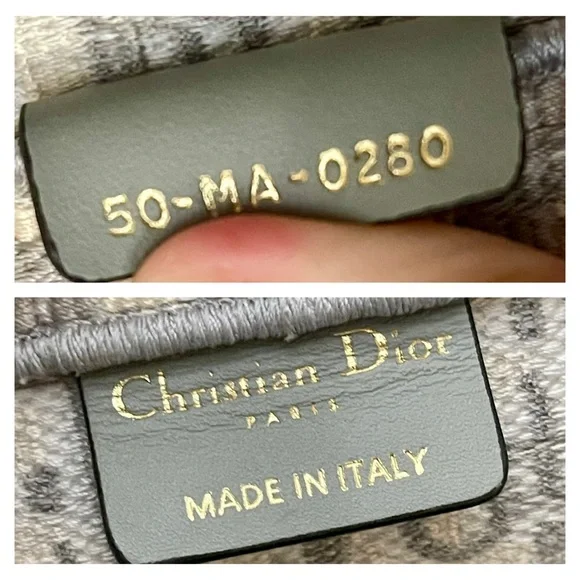 50-MA-0280
Christian Dior
PARIS
MADE IN ITALY